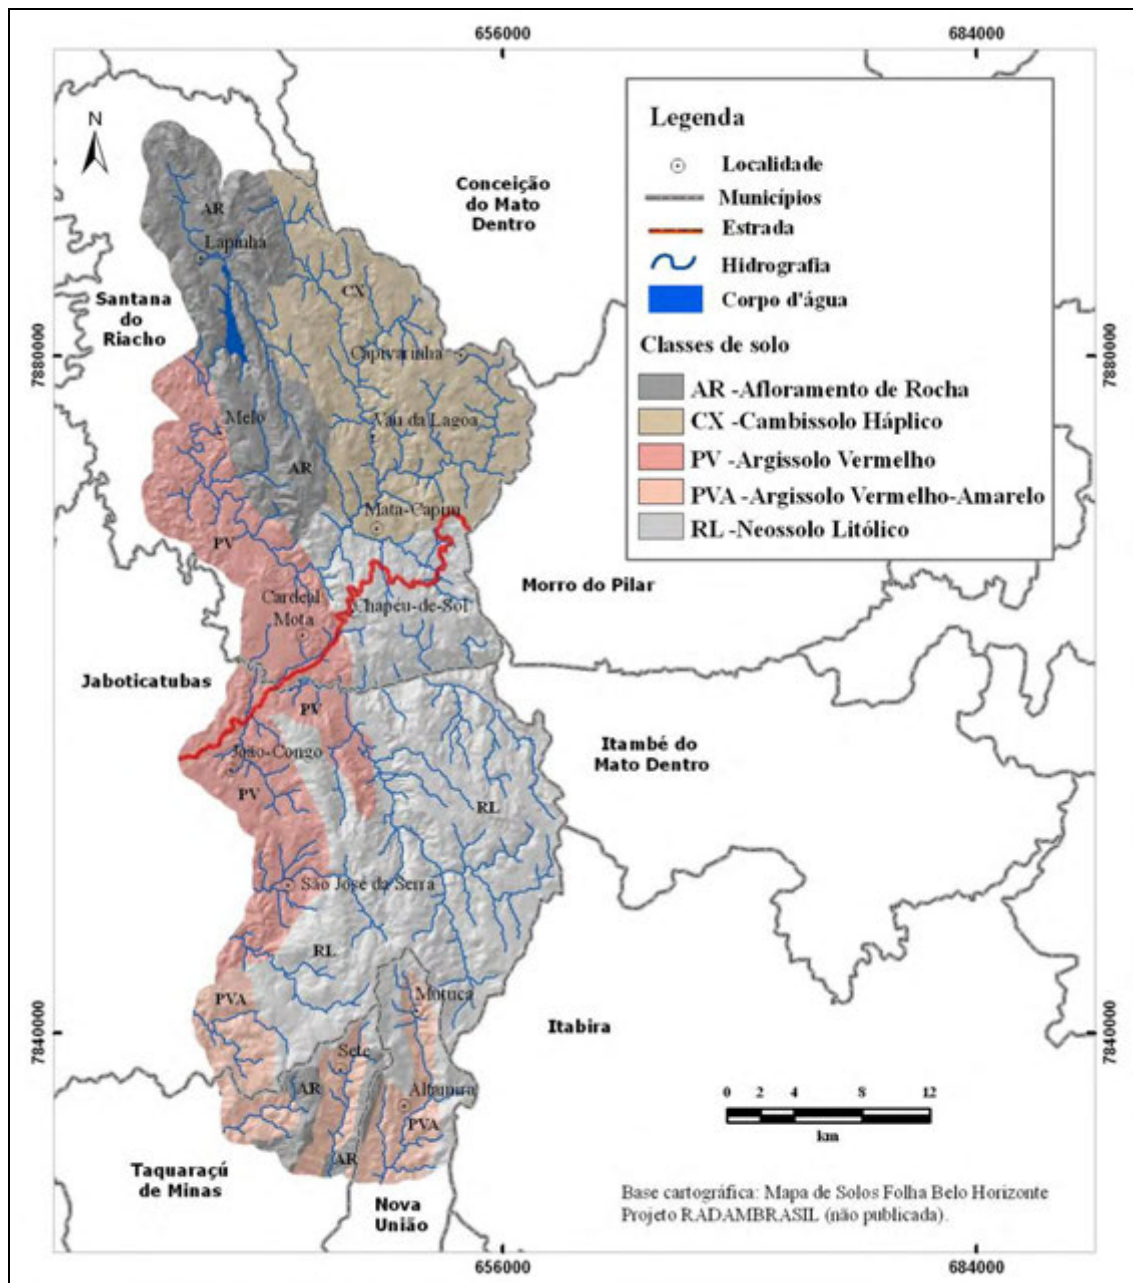 656000
684000
N
Legenda
Localidade
Municípios
Estrada
Hidrografia
Corpo d'água
Classes de solo
AR -Afloramento de Rocha
CX -Cambissolo Háplico
PV -Argissolo Vermelho
PVA -Argissolo Vermelho-Amarelo
RL -Neossolo Litólico
Conceição
do Mato
Dentro
AR
Lapinha
CX
Santana
do
Riacho
7880000
7880000
Capivarinha
Melo
Vau da Lagoa
AR
Mata-Capim
PV
Morro do Pilar
Cardeal
Mota
Chapéu-de-Sol
Jaboticatubas
PV
João-Congo
Itambé do
Mato Dentro
PV
RL
São José da Serra
RL
PVA
Mutuca
Itabira
7840000
7840000
Sete
AR
Altamira
PVA
0 2 4 8 12
km
AR
Taquaraçú
de Minas
Nova
União
Base cartográfica: Mapa de Solos Folha Belo Horizonte
Projeto RADAMBRASIL (não publicada).
656000
684000